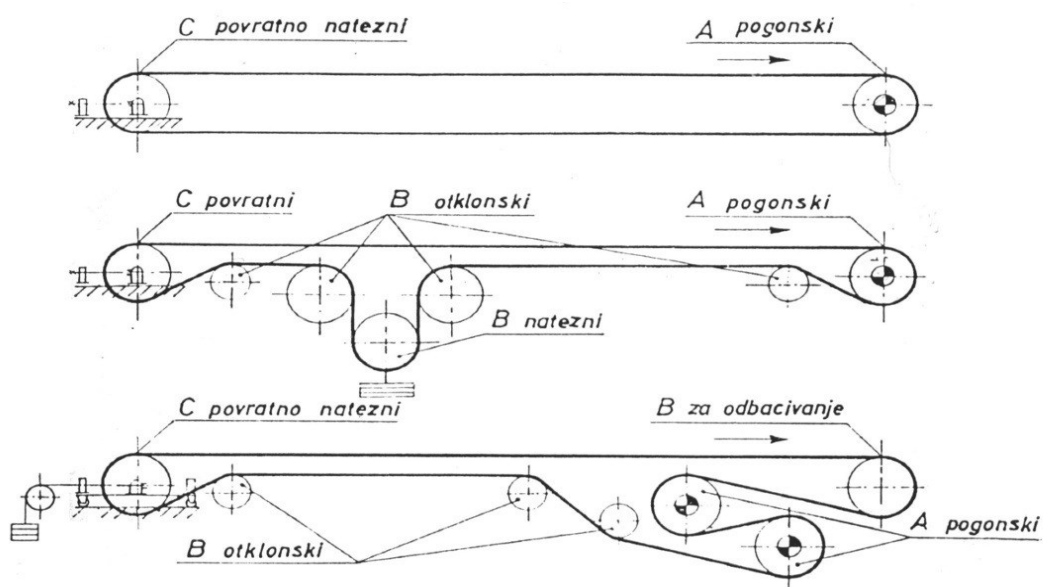 C povratno natezni
A pogonski
C povratni
B otklonski
A pogonski
B natezni
C povratno natezni
B za odbacivanje
B otklonski
A pogonski